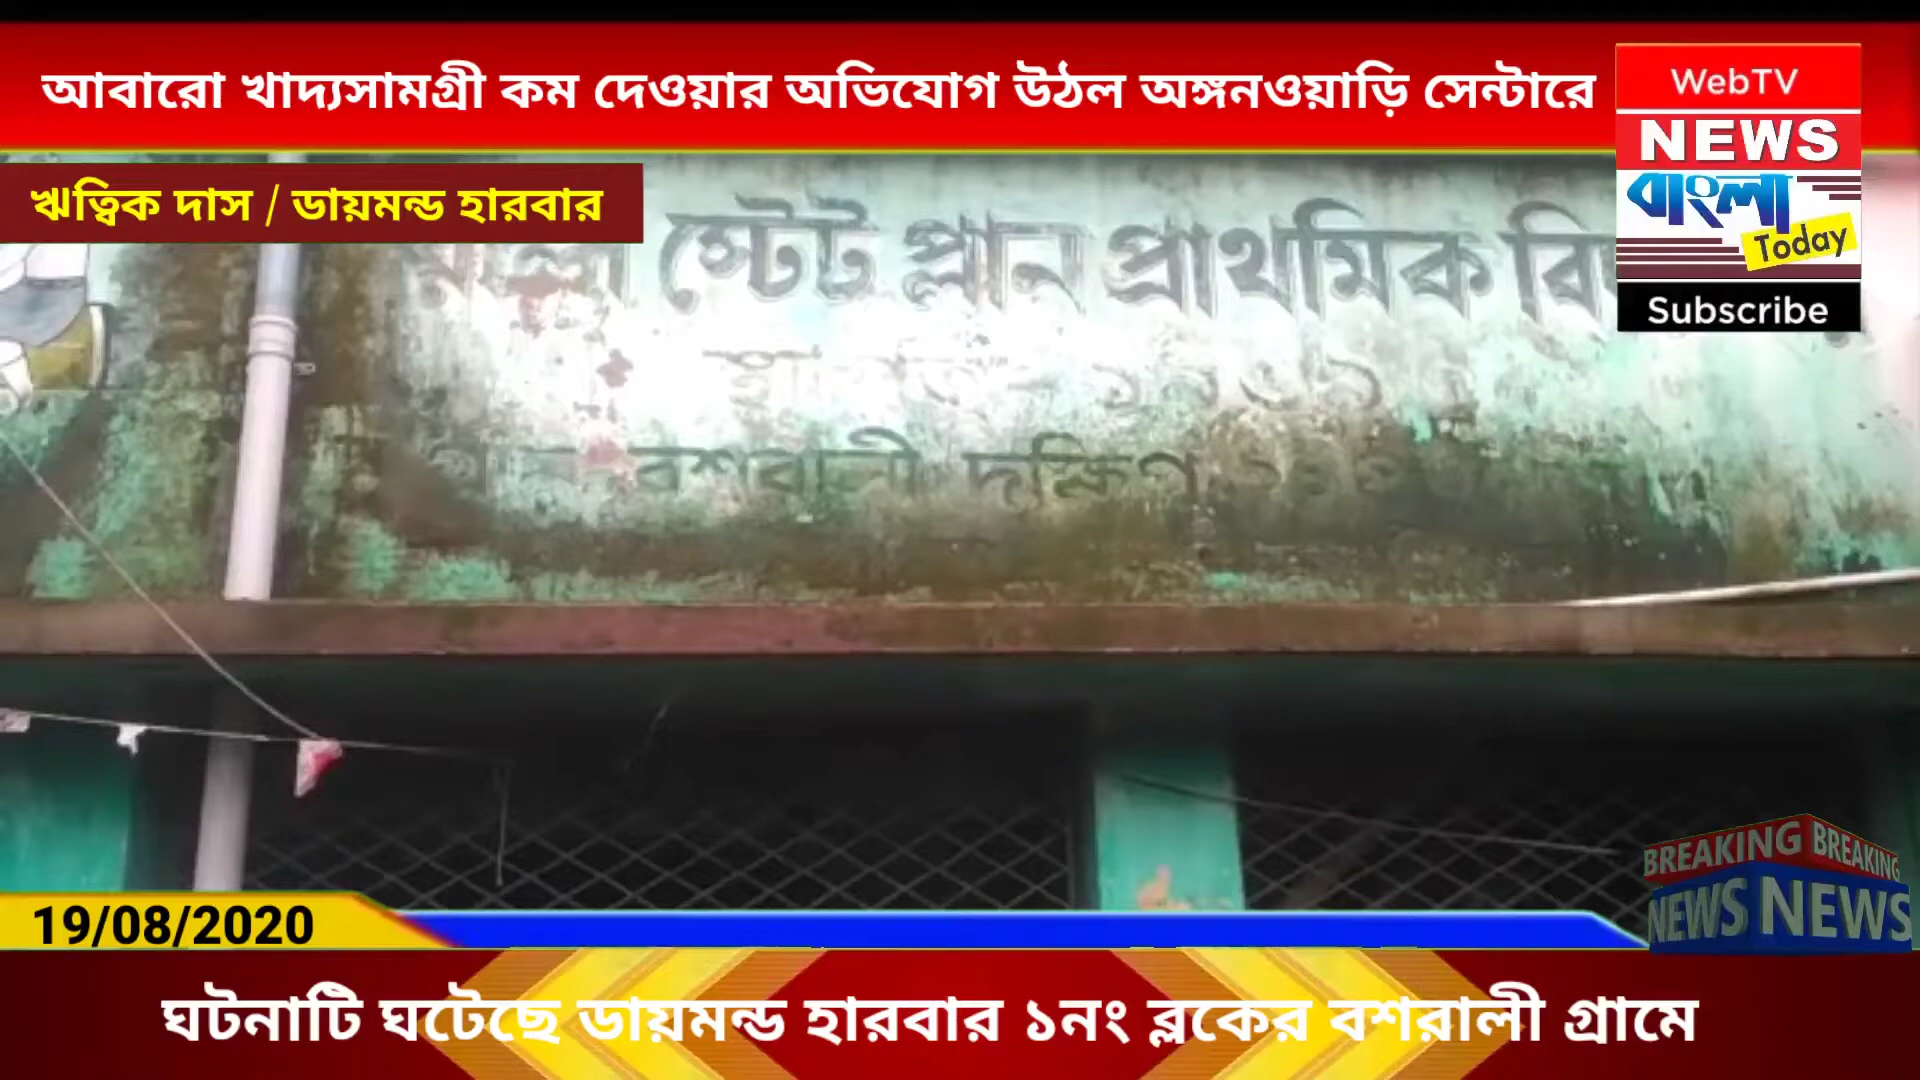 আবারো খাদ্যসামগ্রী কম দেওয়ার অভিযোগ উঠল অঙ্গনওয়াড়ি সেন্টারে
WebTV
NEWS
বাংলা
Today
Subscribe
ঋত্বিক দাস / ডায়মন্ড হারবার
স্টেট প্লান প্রাথমিক
দক্ষিণ
BREAKING BREAKING
NEWS NEWS
19/08/2020
ঘটনাটি ঘটেছে ডায়মন্ড হারবার ১নং ব্লকের বশরালী গ্রামে